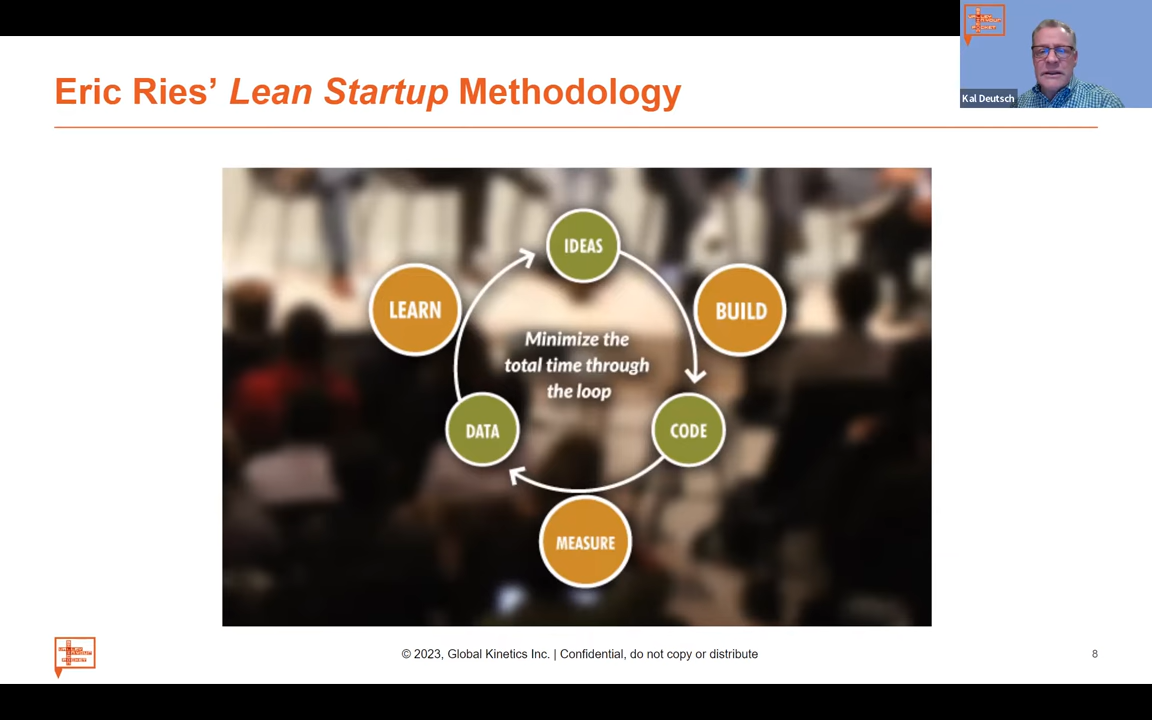 Eric Ries’ Lean Startup Methodology
Kal Deutsch
IDEAS
LEARN
BUILD
Minimize the
total time through
the loop
DATA
CODE
MEASURE
© 2023, Global Kinetics Inc. | Confidential, do not copy or distribute
8